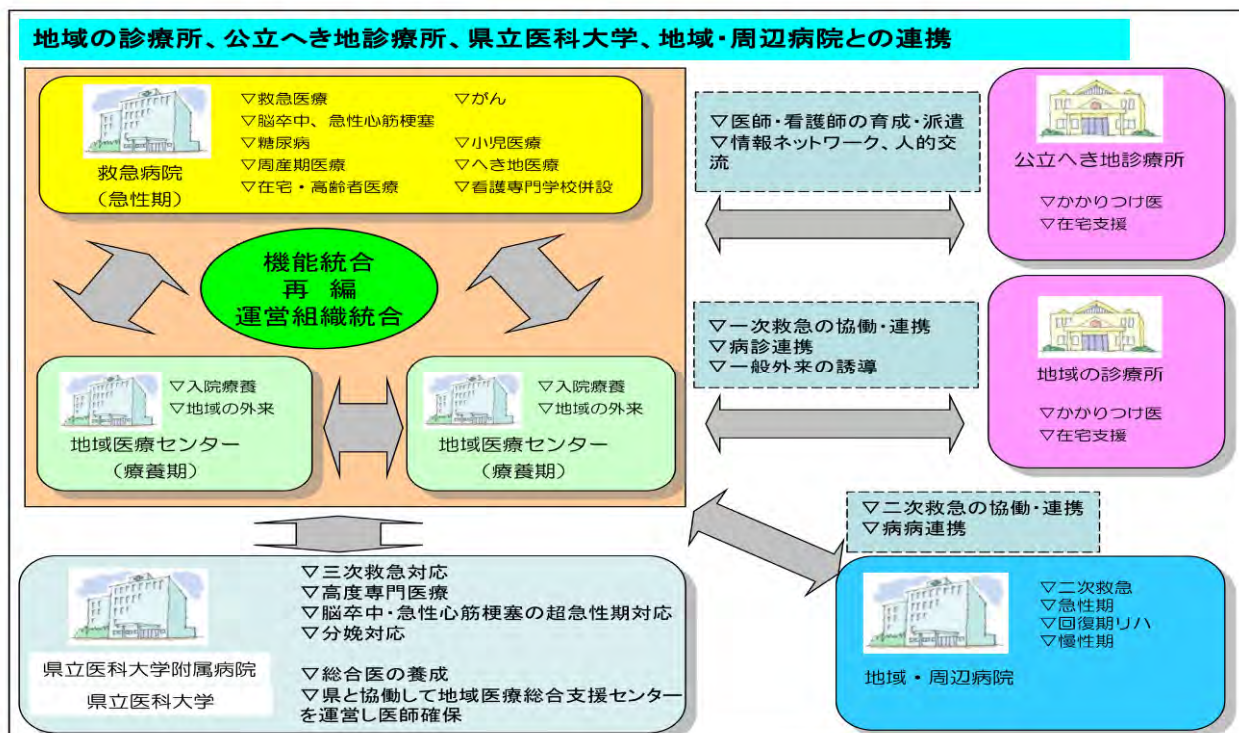 地域の診療所、公立へき地診療所、県立医科大学、地域・周辺病院との連携
救急病院
(急性期)
▽救急医療
▽脳卒中、急性心筋梗塞
▽糖尿病
▽周産期医療
▽在宅・高齢者医療
▽がん
▽小児医療
▽へき地医療
▽看護専門学校併設
機能統合
再 編
運営組織統合
▽入院療養
▽地域の外来
地域医療センター
(療養期)
▽入院療養
▽地域の外来
地域医療センター
(療養期)
▽医師・看護師の育成・派遣
▽情報ネットワーク、人的交
流
公立へき地診療所
▽かかりつけ医
▽在宅支援
▽一次救急の協働・連携
▽病診連携
▽一般外来の誘導
地域の診療所
▽かかりつけ医
▽在宅支援
▽二次救急の協働・連携
▽病病連携
県立医科大学附属病院
県立医科大学
▽三次救急対応
▽高度専門医療
▽脳卒中・急性心筋梗塞の超急性期対応
▽分娩対応
▽総合医の養成
▽県と協働して地域医療総合支援センター
を運営し医師確保
▽二次救急
▽急性期
▽回復期リハ
▽慢性期
地域・周辺病院